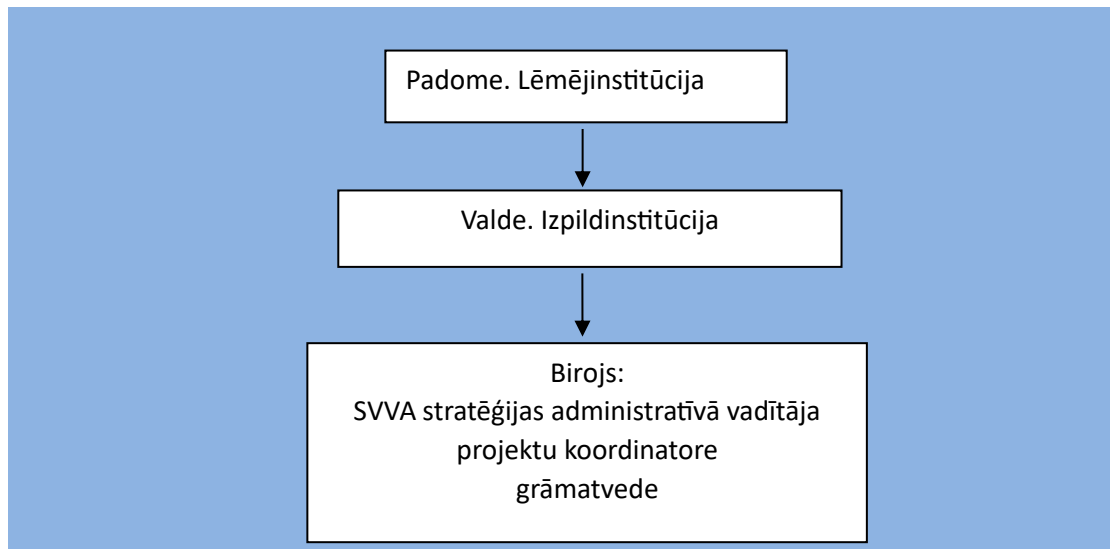 Padome. Lēmējinstitūcija
Valde. Izpildinstitūcija
Birojs:
SVVA stratēģijas administratīvā vadītāja
projektu koordinatore
grāmatvede